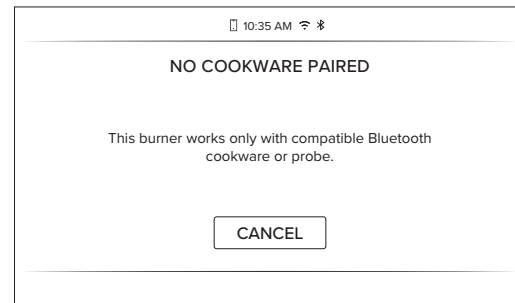 10:35 AM
NO COOKWARE PAIRED
This burner works only with compatible Bluetooth
cookware or probe.
CANCEL